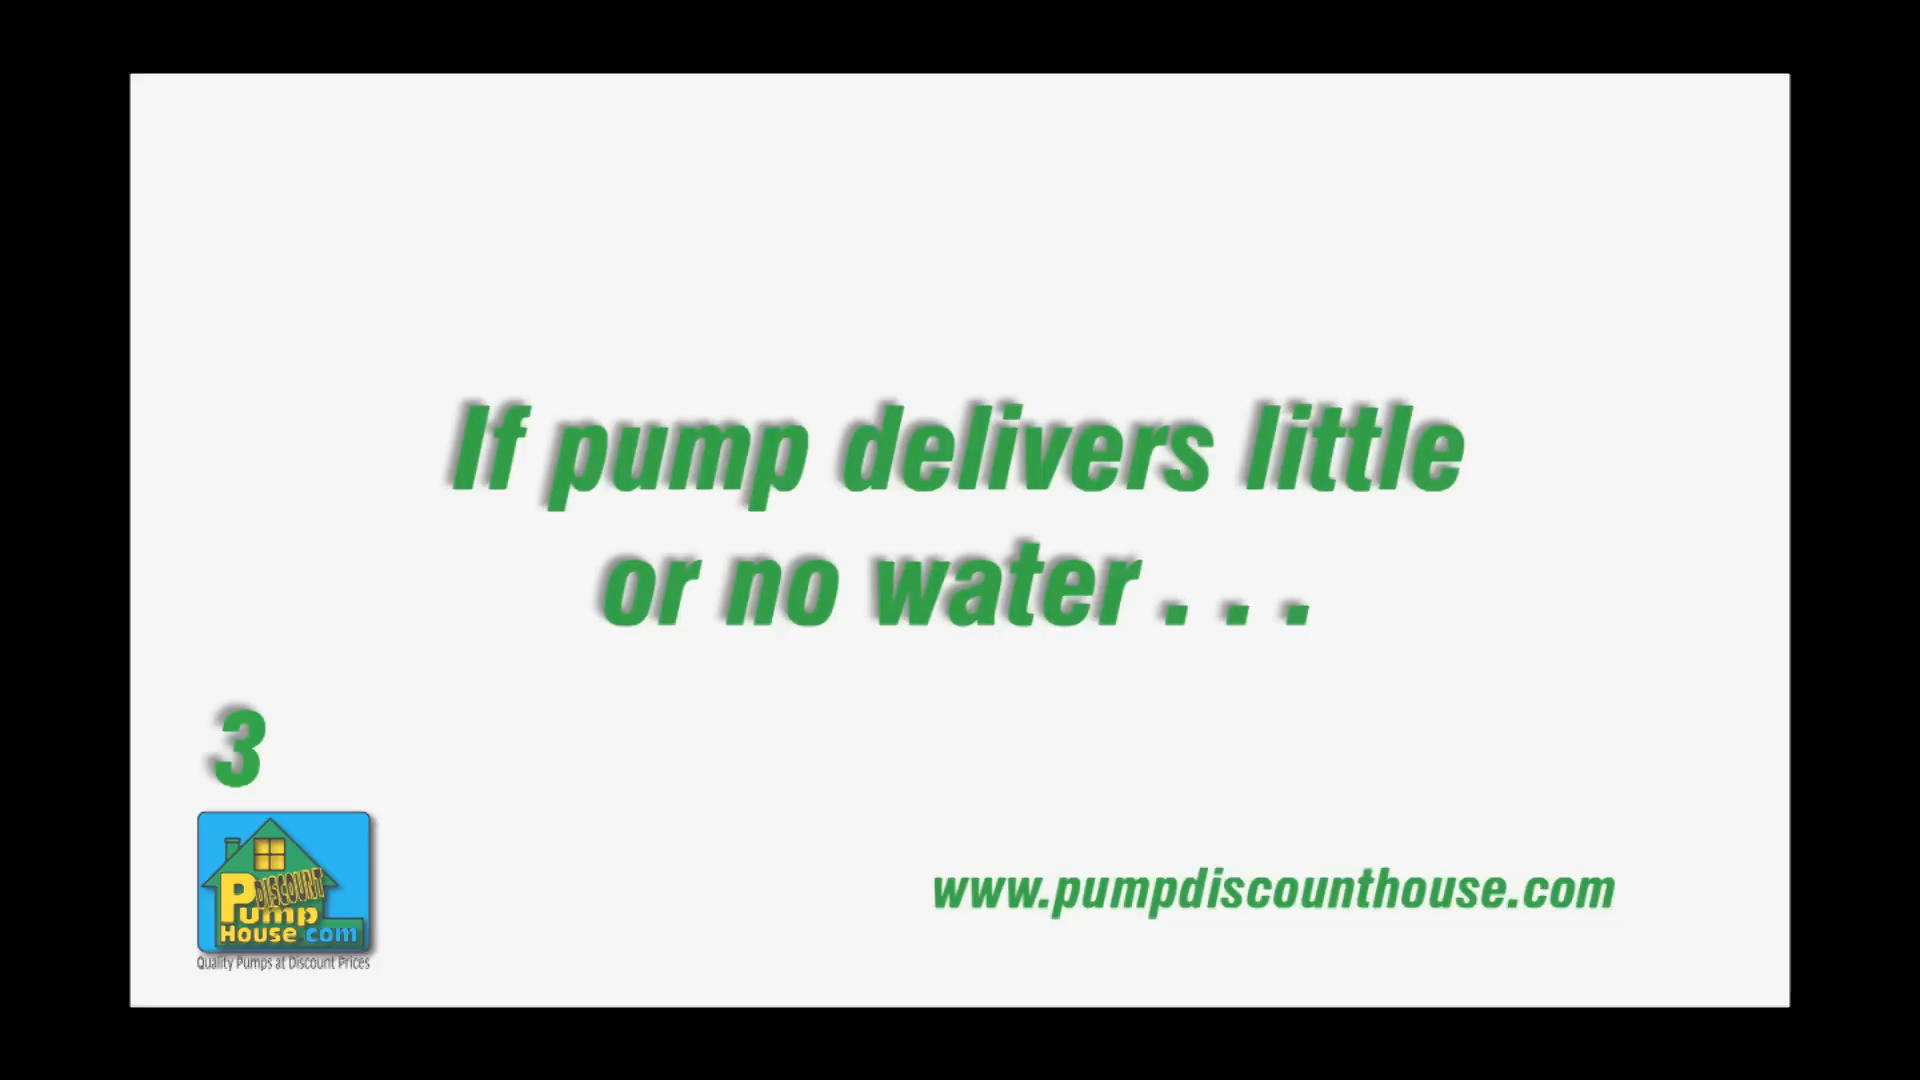 If pump delivers little
or no water . . .
3
DISCOUNT
Pump
House.com
Quality Pumps at Discount Prices
www.pumpdiscounthouse.com